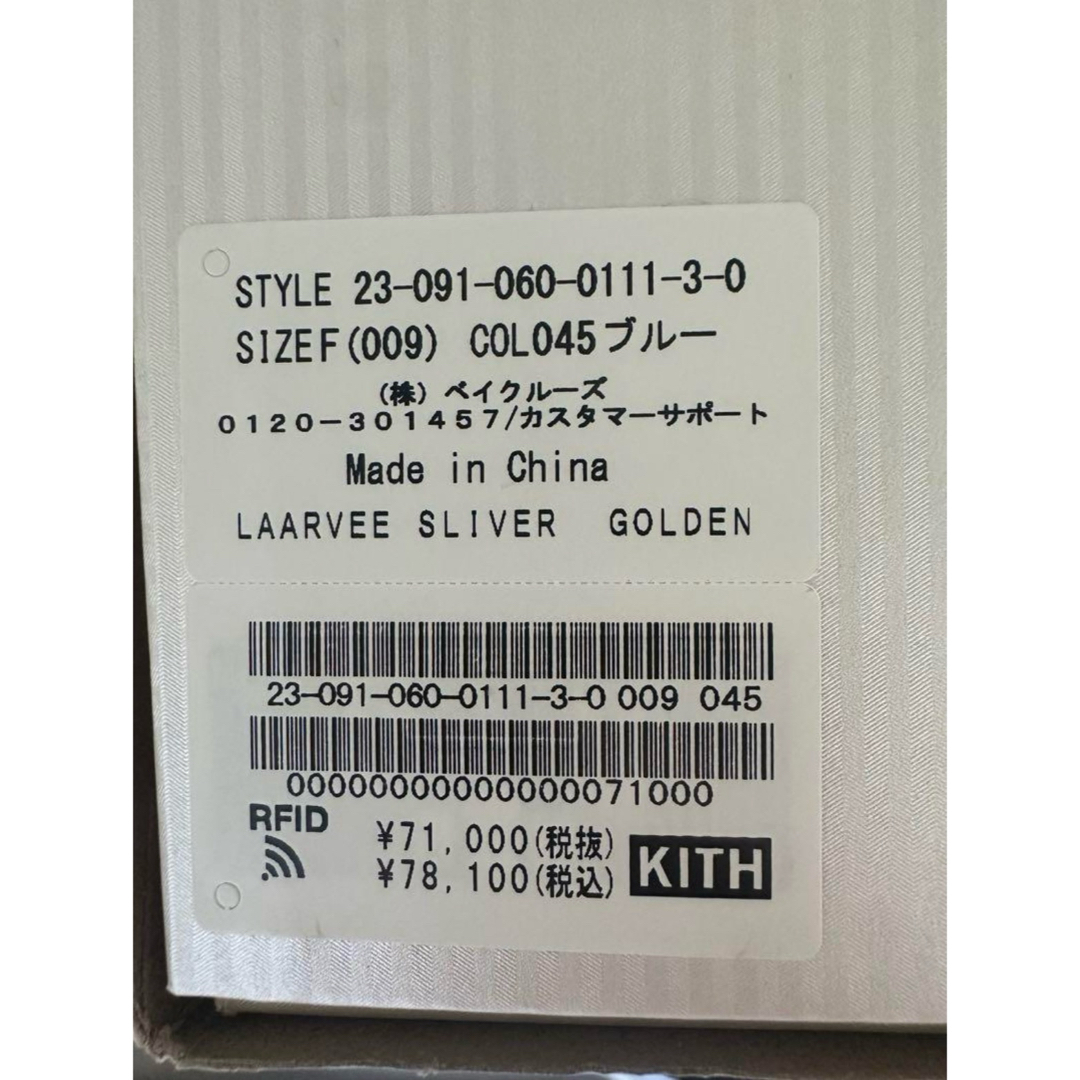 STYLE 23-091-060-0111-3-0
SIZEF(009) COL045ブルー
(株) ベイクルーズ
0120-301457/カスタマーサポート
Made in China
LAARVEE SLIVER GOLDEN
23-091-060-0111-3-0 009 045
00000000000000071000
RFID
¥71,000(税抜)
¥78,100(税込)
KITH